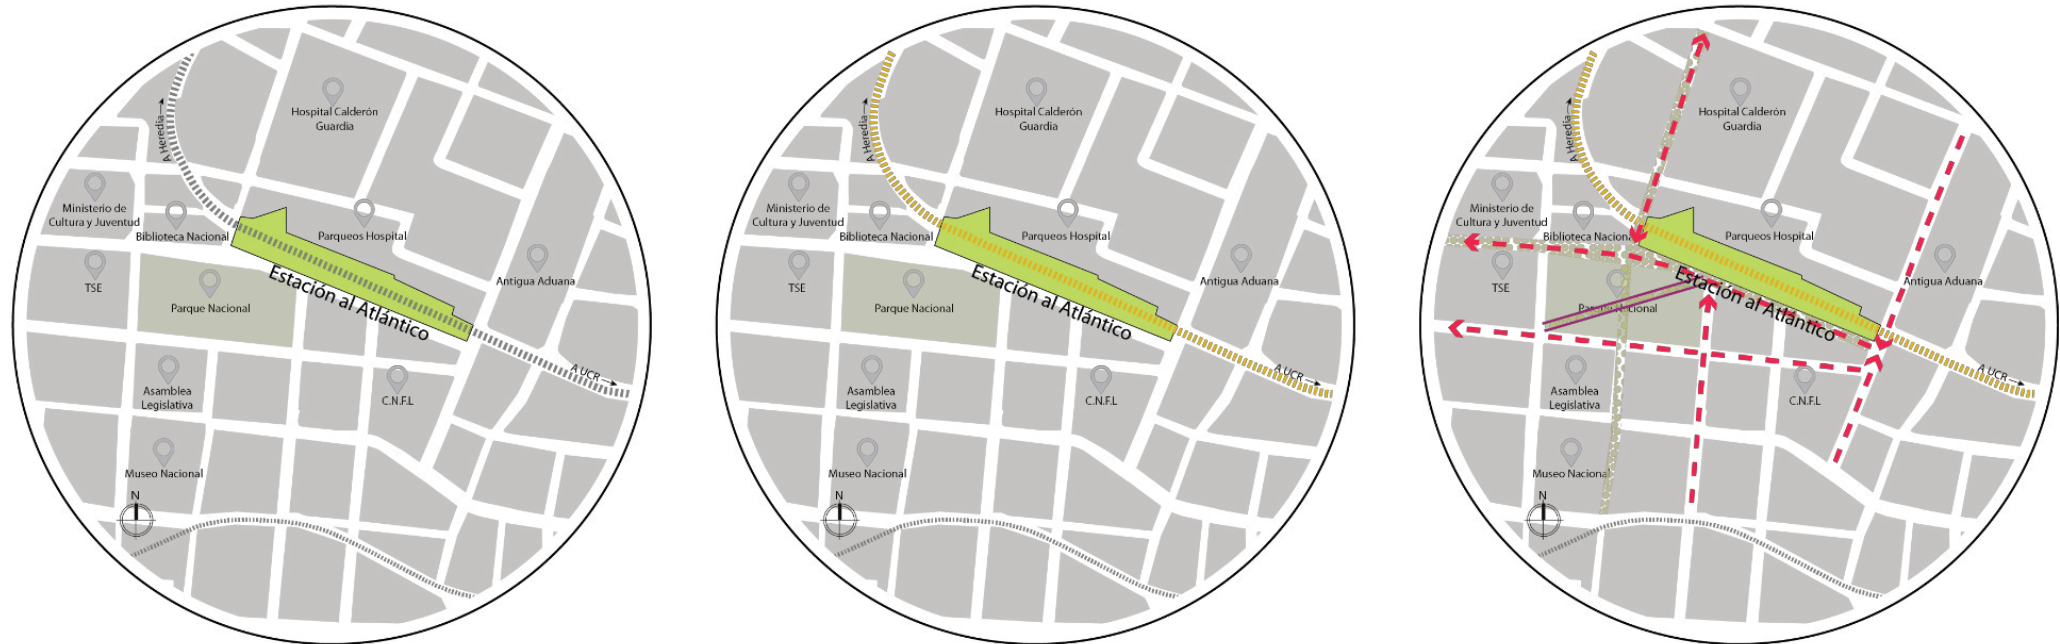 Hospital Calderón
Guardia
A Heredia
Ministerio de
Cultura y Juventud
Biblioteca Nacional
Parqueos Hospital
TSE
Parque Nacional
Antigua Aduana
Estación al Atlántico
A UCR
Asamblea
Legislativa
C.N.F.L
Museo Nacional
N
Hospital Calderón
Guardia
A Heredia
Ministerio de
Cultura y Juventud
Biblioteca Nacional
Parqueos Hospital
TSE
Parque Nacional
Antigua Aduana
Estación al Atlántico
A UCR
Asamblea
Legislativa
C.N.F.L
Museo Nacional
N
Hospital Calderón
Guardia
A Heredia
Ministerio de
Cultura y Juventud
Biblioteca Nacional
Parqueos Hospital
TSE
Parque Nacional
Antigua Aduana
Estación al Atlántico
A UCR
Asamblea
Legislativa
C.N.F.L
Museo Nacional
N